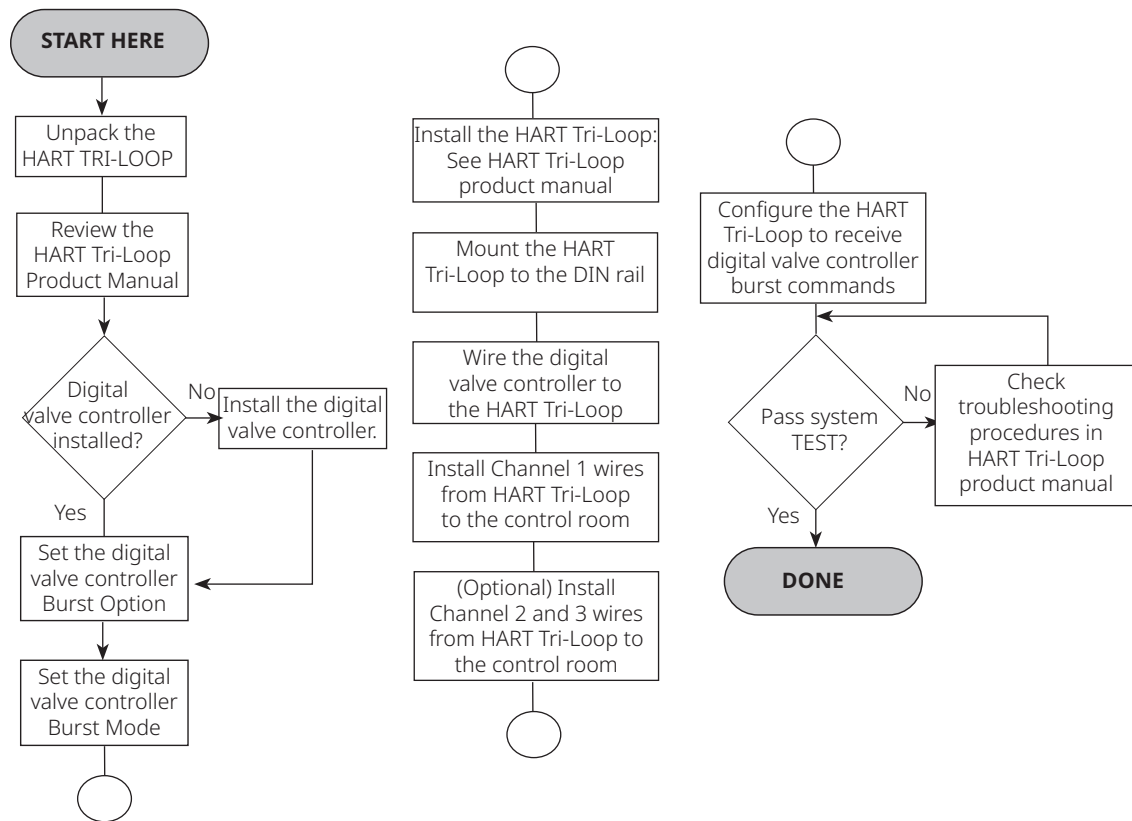 START HERE
Unpack the
HART TRI-LOOP
Review the
HART Tri-Loop
Product Manual
Digital
valve controller
installed?
No
Install the digital
valve controller.
Yes
Set the digital
valve controller
Burst Option
Set the digital
valve controller
Burst Mode
Install the HART Tri-Loop:
See HART Tri-Loop
product manual
Mount the HART
Tri-Loop to the DIN rail
Wire the digital
valve controller to
the HART Tri-Loop
Install Channel 1 wires
from HART Tri-Loop
to the control room
(Optional) Install
Channel 2 and 3 wires
from HART Tri-Loop to
the control room
Configure the HART
Tri-Loop to receive
digital valve controller
burst commands
Pass system
TEST?
No
Check
troubleshooting
procedures in
HART Tri-Loop
product manual
Yes
DONE